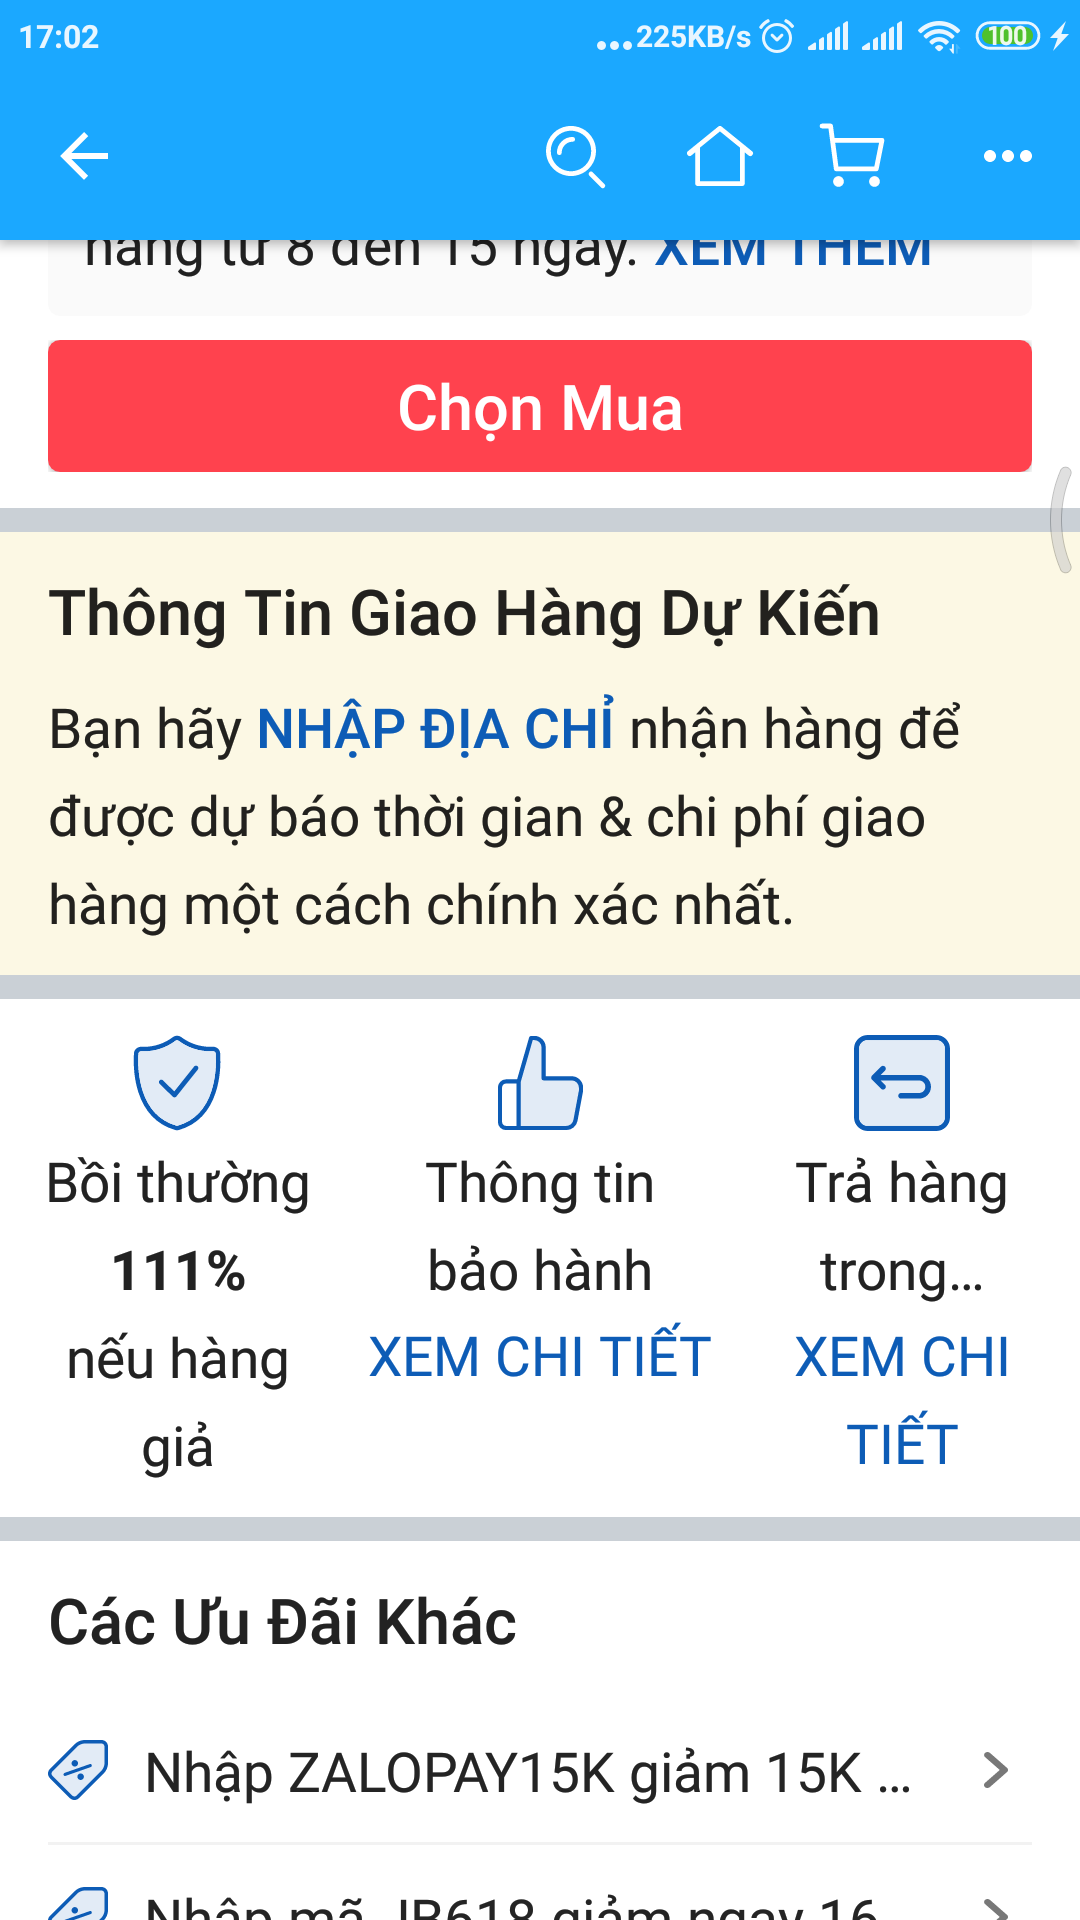 17:02
...225KB/s
100
hàng từ 8 đến 15 ngày. XEM THÊM
Chọn Mua
Thông Tin Giao Hàng Dự Kiến
Bạn hãy NHẬP ĐỊA CHỈ nhận hàng để
được dự báo thời gian & chi phí giao
hàng một cách chính xác nhất.
Bồi thường
111%
nếu hàng
giả
Thông tin
bảo hành
XEM CHI TIẾT
Trả hàng
trong...
XEM CHI
TIẾT
Các Ưu Đãi Khác
Nhập ZALOPAY15K giảm 15K ...
Nhập mã JB618 giảm ngay 16